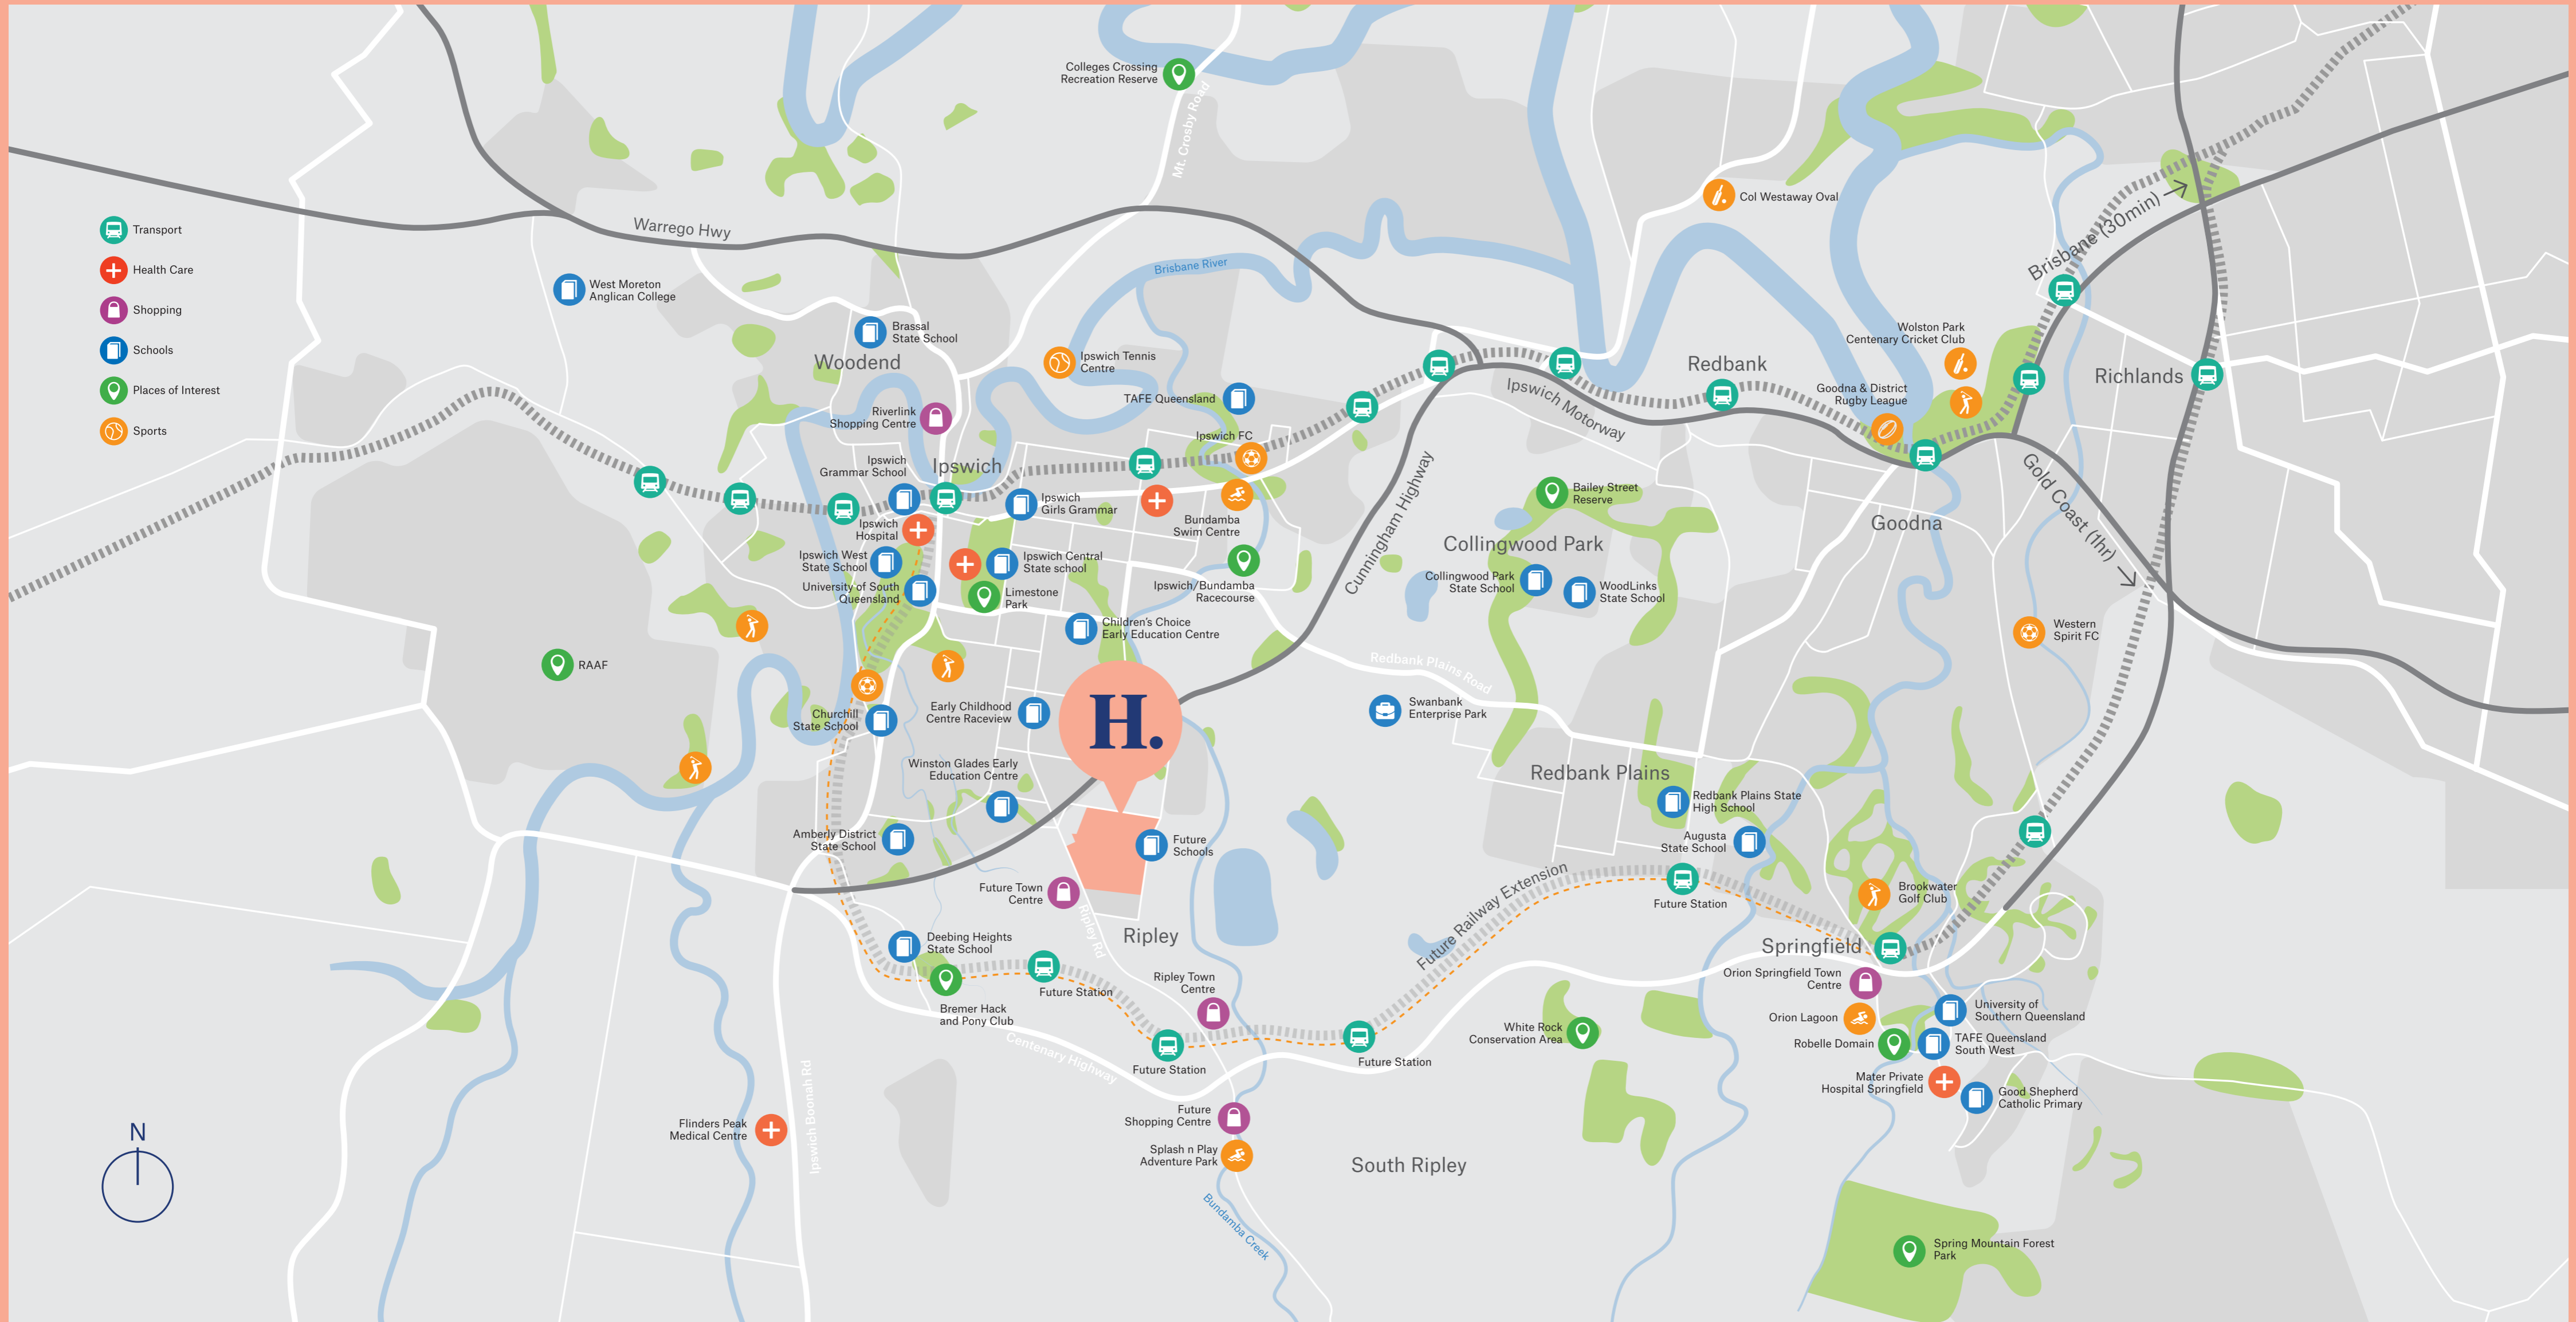 Colleges Crossing
Recreation Reserve
Mt. Crosby Road
Col Westaway Oval
Transport
Health Care
Shopping
Schools
Places of Interest
Sports
Warrego Hwy
West Moreton
Anglican College
Brisbane River
Brisbane (30min)
Brassal
State School
Woodend
Ipswich Tennis
Centre
Riverlink
Shopping Centre
TAFE Queensland
Ipswich FC
Ipswich Motorway
Redbank
Wolston Park
Centenary Cricket Club
Goodna & District
Rugby League
Richlands
Ipswich
Grammar School
Ipswich
Ipswich
Girls Grammar
Ipswich
Hospital
Bundamba
Swim Centre
Cunningham Highway
Bailey Street
Reserve
Goodna
Gold Coast (1hr)
Ipswich West
State School
Ipswich Central
State school
University of South
Queensland
Limestone
Park
Ipswich/Bundamba
Racecourse
Collingwood Park
Collingwood Park
State School
WoodLinks
State School
Children's Choice
Early Education Centre
Western
Spirit FC
RAAF
Redbank Plains Road
Churchill
State School
Early Childhood
Centre Raceview
H.
Swanbank
Enterprise Park
Winston Glades Early
Education Centre
Redbank Plains
Redbank Plains State
High School
Amberly District
State School
Future
Schools
Augusta
State School
Future Town
Centre
Ripley Rd
Future Railway Extension
Future Station
Brookwater
Golf Club
Deebing Heights
State School
Ripley
Springfield
Future Station
Ripley Town
Centre
Orion Springfield Town
Centre
Bremer Hack
and Pony Club
Centenary Highway
Future Station
Future Station
White Rock
Conservation Area
Orion Lagoon
University of
Southern Queensland
Robelle Domain
TAFE Queensland
South West
Mater Private
Hospital Springfield
Good Shepherd
Catholic Primary
Ipswich Boonah Rd
Flinders Peak
Medical Centre
Future
Shopping Centre
Splash n Play
Adventure Park
South Ripley
Bundamba Creek
Spring Mountain Forest
Park
N